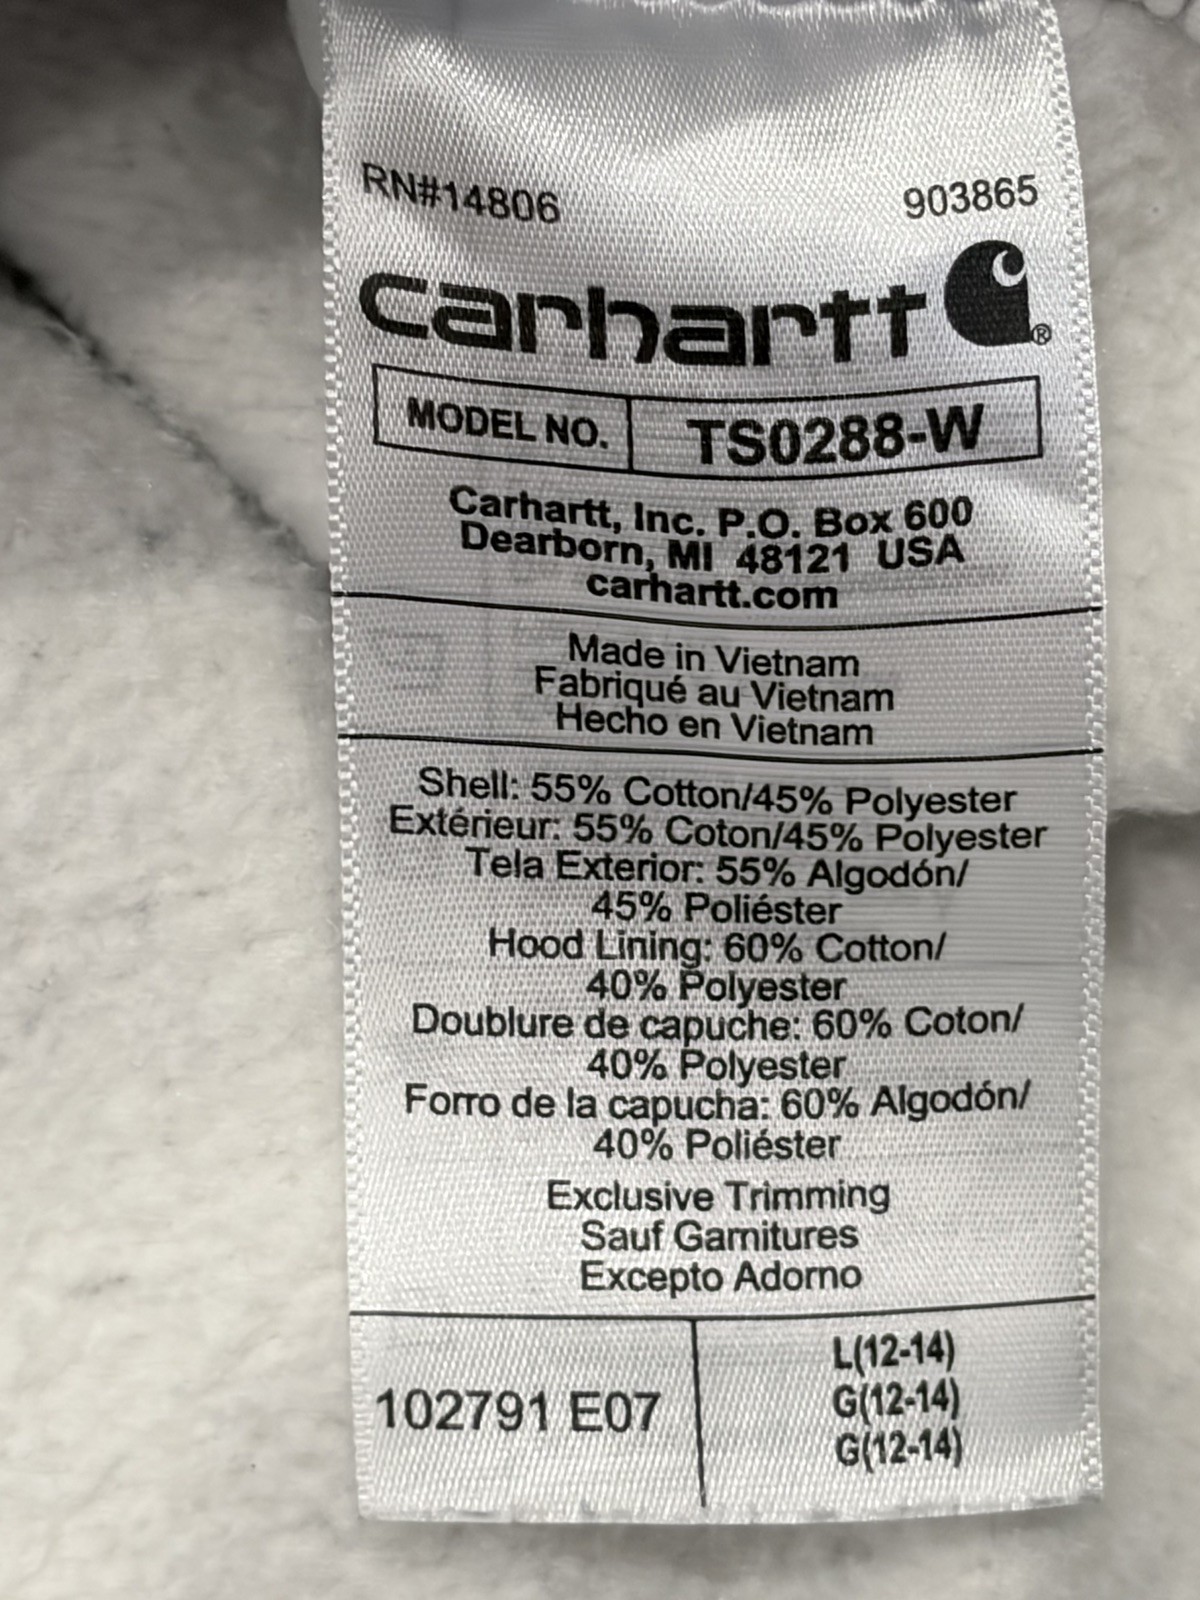 RN#14806 903865
carhartt ®
MODEL NO. TS0288-W
Carhartt, Inc. P.O. Box 600
Dearborn, MI 48121 USA
carhartt.com
Made in Vietnam
Fabriqué au Vietnam
Hecho en Vietnam
Shell: 55% Cotton/45% Polyester
Extérieur: 55% Coton/45% Polyester
Tela Exterior: 55% Algodón/
45% Poliéster
Hood Lining: 60% Cotton/
40% Polyester
Doublure de capuche: 60% Coton/
40% Polyester
Forro de la capucha: 60% Algodón/
40% Poliéster
Exclusive Trimming
Sauf Garnitures
Excepto Adorno
102791 E07
L(12-14)
G(12-14)
G(12-14)